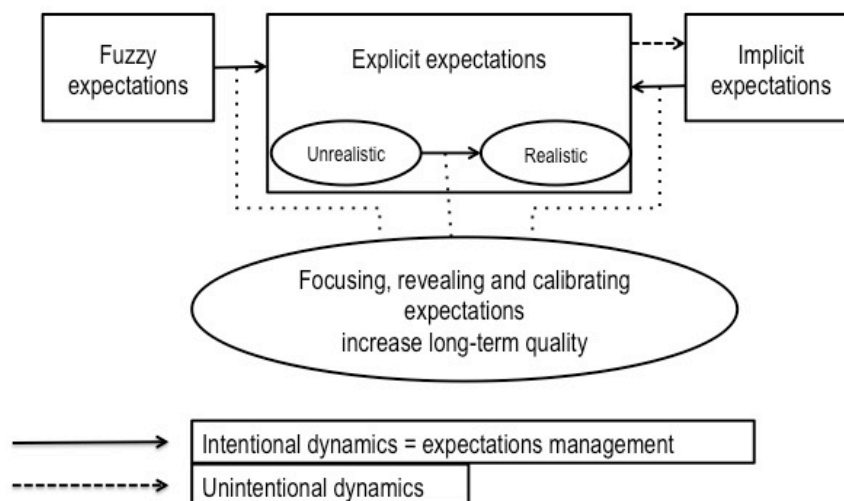 Fuzzy
expectations
Explicit expectations
Implicit
expectations
Unrealistic
Realistic
Focusing, revealing and calibrating
expectations
increase long-term quality
Intentional dynamics = expectations management
Unintentional dynamics